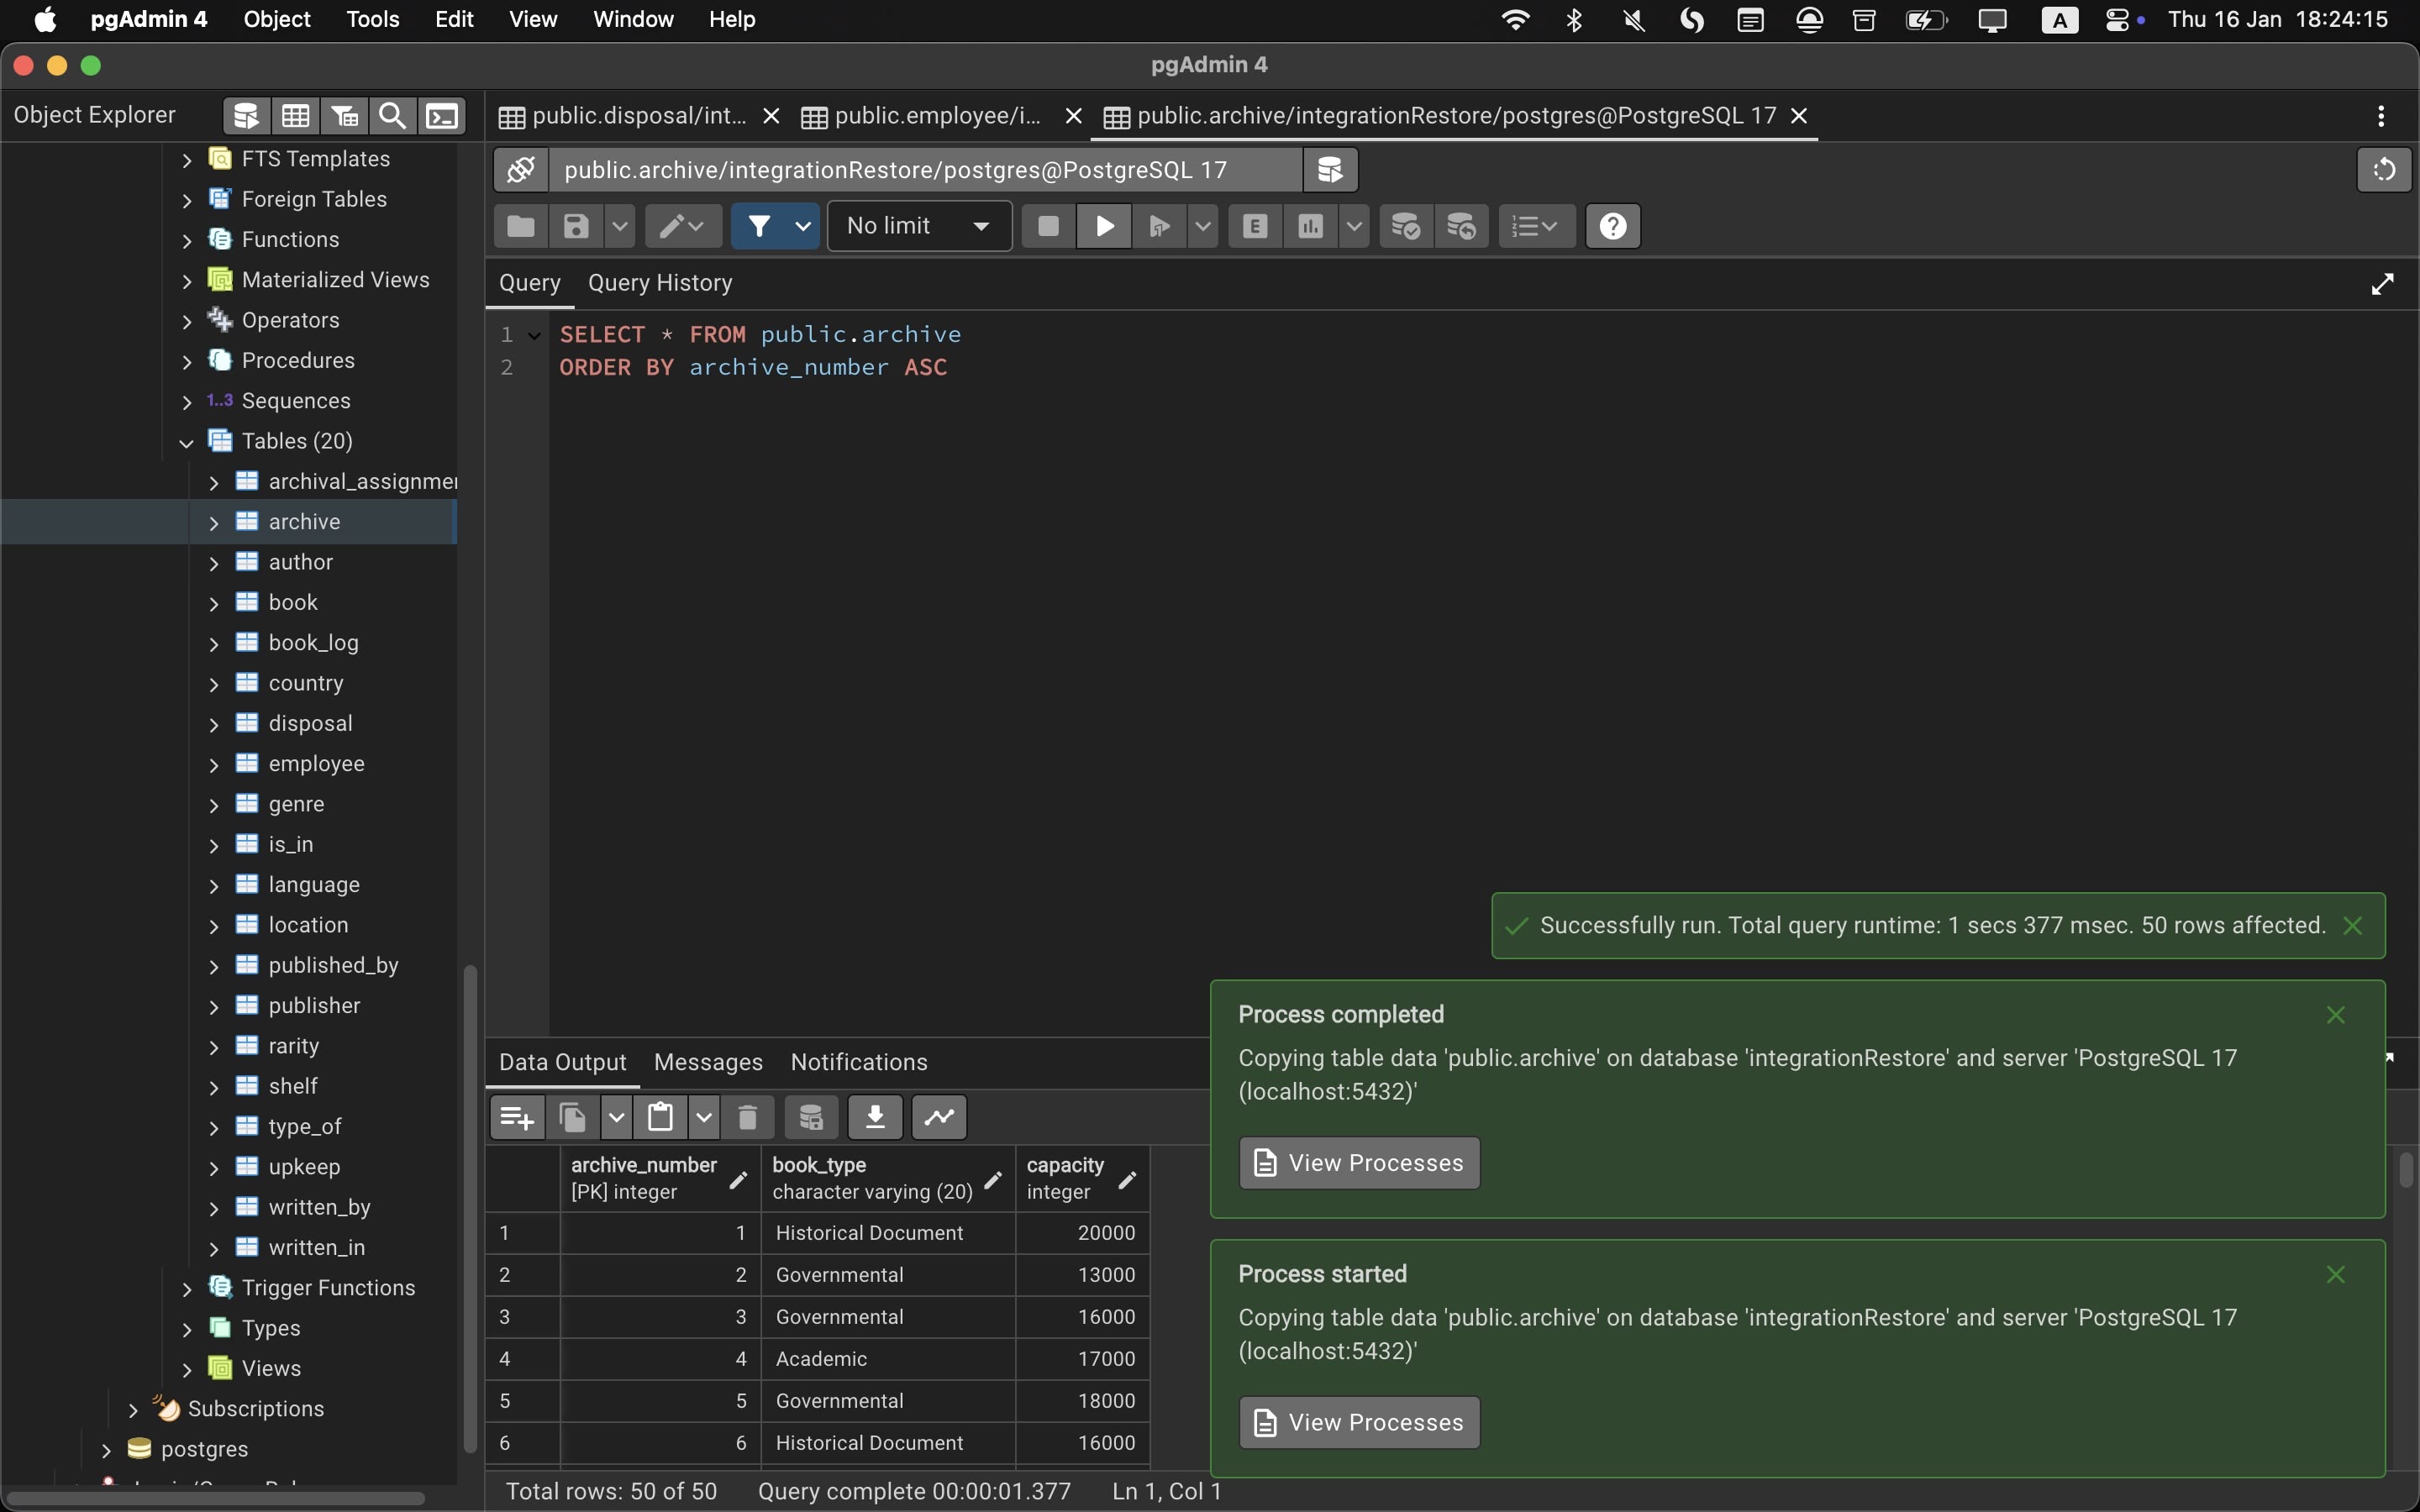 pgAdmin 4 Object Tools Edit View Window Help A Thu 16 Jan 18:24:15
pgAdmin 4
Object Explorer
public.disposal/int... public.employee/i... public.archive/integrationRestore/postgres@PostgreSQL 17
FTS Templates
Foreign Tables
Functions
Materialized Views
Operators
Procedures
1..3 Sequences
Tables (20)
archival_assignmen
archive
author
book
book_log
country
disposal
employee
genre
is_in
language
location
published_by
publisher
rarity
shelf
type_of
upkeep
written_by
written_in
Trigger Functions
Types
Views
Subscriptions
postgres
public.archive/integrationRestore/postgres@PostgreSQL 17
No limit E ?
Query Query History
1 SELECT * FROM public.archive
2 ORDER BY archive_number ASC
Successfully run. Total query runtime: 1 secs 377 msec. 50 rows affected.
Process completed
Copying table data 'public.archive' on database 'integrationRestore' and server 'PostgreSQL 17
(localhost:5432)'
View Processes
Process started
Copying table data 'public.archive' on database 'integrationRestore' and server 'PostgreSQL 17
(localhost:5432)'
View Processes
Data Output Messages Notifications
archive_number book_type capacity
[PK] integer character varying (20) integer
1 1 Historical Document 20000
2 2 Governmental 13000
3 3 Governmental 16000
4 4 Academic 17000
5 5 Governmental 18000
6 6 Historical Document 16000
Total rows: 50 of 50 Query complete 00:00:01.377 Ln 1, Col 1